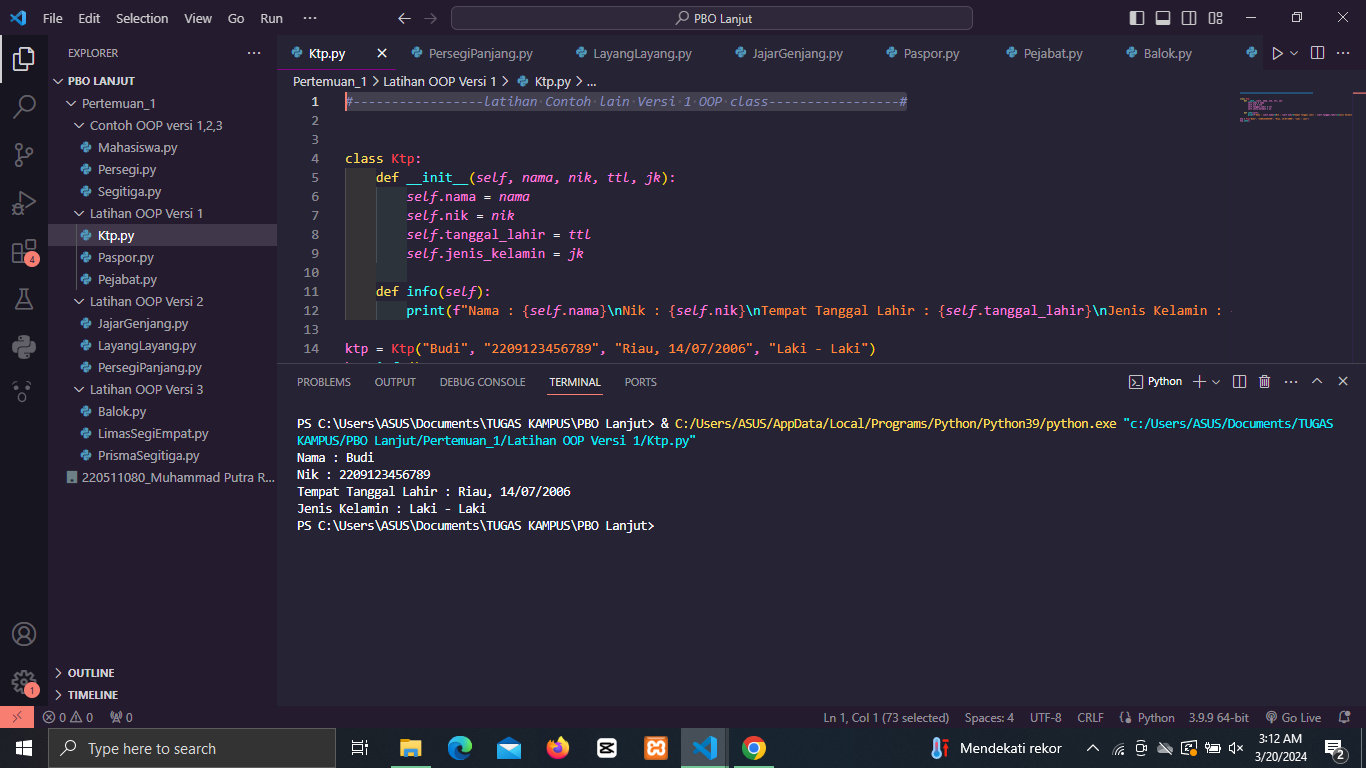 File Edit Selection View Go Run ···
PBO Lanjut
EXPLORER ···
PBO LANJUT
Pertemuan_1
Contoh OOP versi 1,2,3
Mahasiswa.py
Persegi.py
Segitiga.py
Latihan OOP Versi 1
Ktp.py
Paspor.py
Pejabat.py
Latihan OOP Versi 2
JajarGenjang.py
LayangLayang.py
PersegiPanjang.py
Latihan OOP Versi 3
Balok.py
LimasSegiEmpat.py
PrismaSegitiga.py
220511080_Muhammad Putra R...
OUTLINE
TIMELINE
4
1
Ktp.py PersegiPanjang.py LayangLayang.py JajarGenjang.py Paspor.py Pejabat.py Balok.py
Pertemuan_1 > Latihan OOP Versi 1 > Ktp.py > ...
1 #-----------------latihan Contoh lain Versi 1 OOP class-----------------#
2
3
4 class Ktp:
5 def __init__(self, nama, nik, ttl, jk):
6 self.nama = nama
7 self.nik = nik
8 self.tanggal_lahir = ttl
9 self.jenis_kelamin = jk
10
11 def info(self):
12 print(f"Nama : {self.nama}\nNik : {self.nik}\nTempat Tanggal Lahir : {self.tanggal_lahir}\nJenis Kelamin :
13
14 ktp = Ktp("Budi", "2209123456789", "Riau, 14/07/2006", "Laki - Laki")
PROBLEMS OUTPUT DEBUG CONSOLE TERMINAL PORTS
Python
PS C:\Users\ASUS\Documents\TUGAS KAMPUS\PBO Lanjut> & C:/Users/ASUS/AppData/Local/Programs/Python/Python39/python.exe "c:/Users/ASUS/Documents/TUGAS
KAMPUS/PBO Lanjut/Pertemuan_1/Latihan OOP Versi 1/Ktp.py"
Nama : Budi
Nik : 2209123456789
Tempat Tanggal Lahir : Riau, 14/07/2006
Jenis Kelamin : Laki - Laki
PS C:\Users\ASUS\Documents\TUGAS KAMPUS\PBO Lanjut>
0 0 0
Ln 1, Col 1 (73 selected) Spaces: 4 UTF-8 CRLF Python 3.9.9 64-bit Go Live
Type here to search
Mendekati rekor
3:12 AM
3/20/2024
2